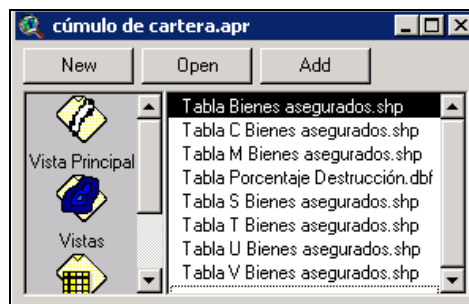 cúmulo de cartera.apr
New Open Add
Vista Principal
Vistas
Tabla Bienes asegurados.shp
Tabla C Bienes asegurados.shp
Tabla M Bienes asegurados.shp
Tabla Porcentaje Destrucción.dbf
Tabla S Bienes asegurados.shp
Tabla T Bienes asegurados.shp
Tabla U Bienes asegurados.shp
Tabla V Bienes asegurados.shp